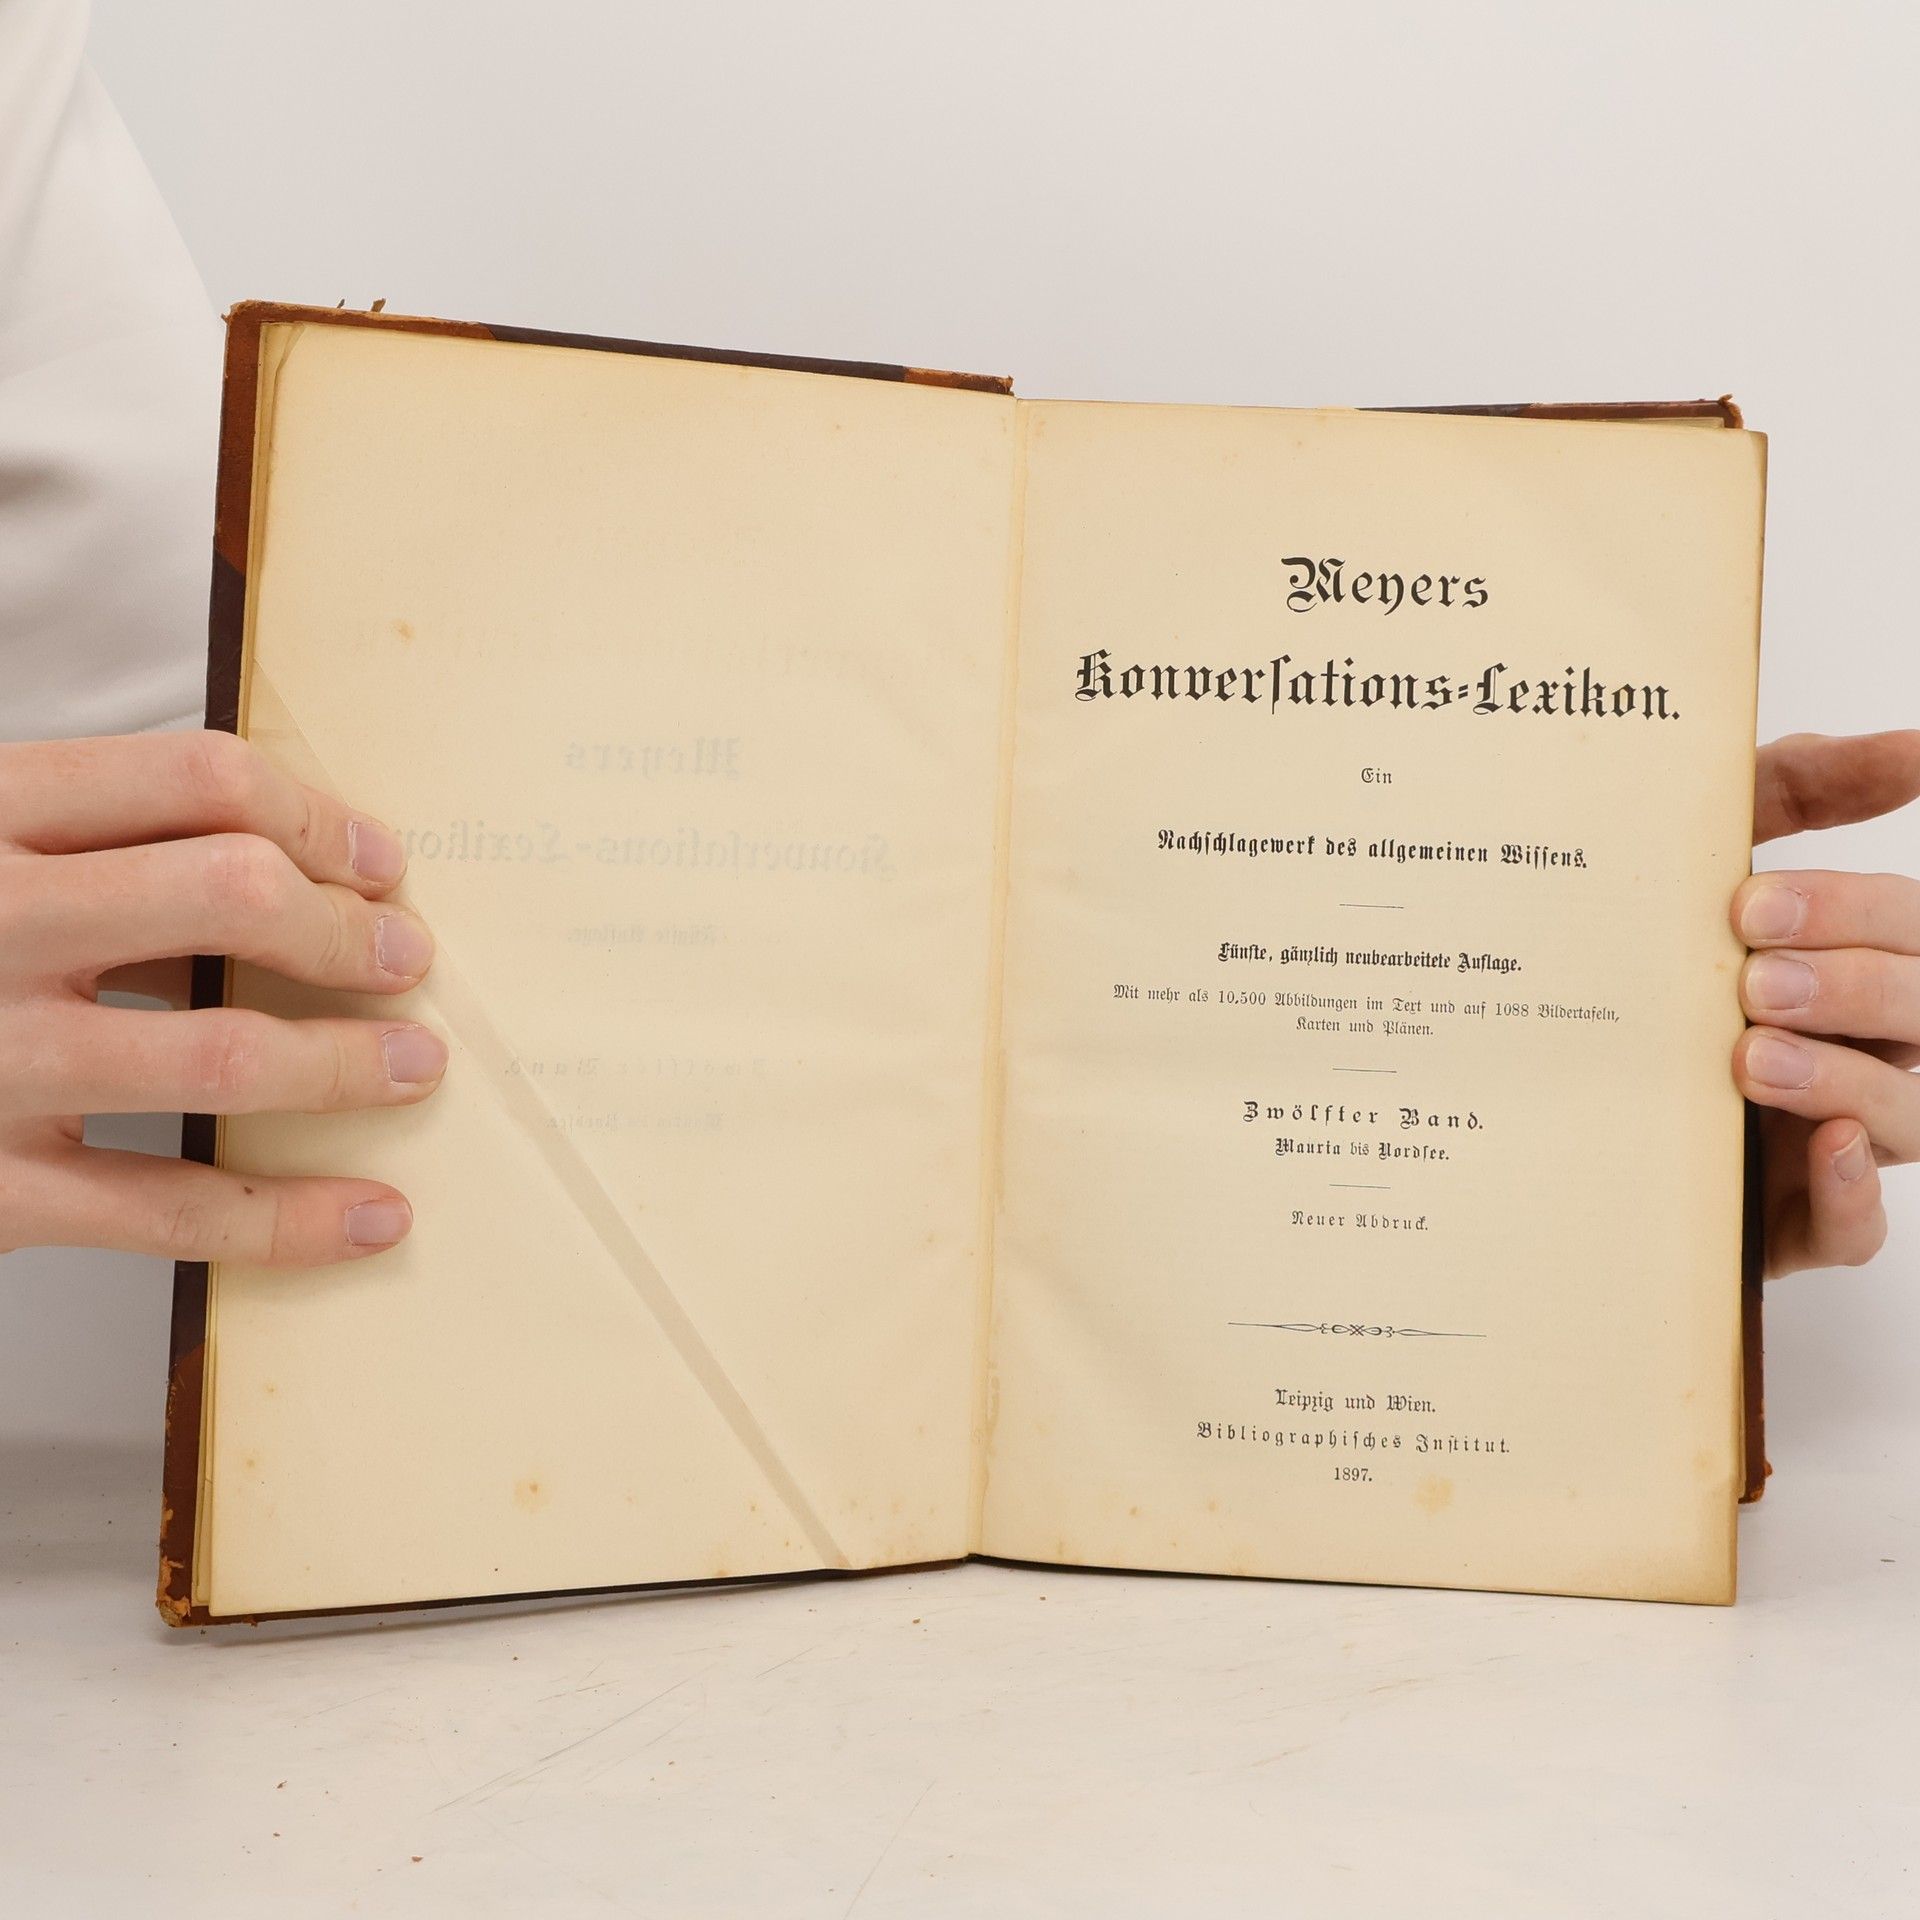 Meyers
Konverſations-Lexikon.
Ein
Nachſchlagewerk des allgemeinen Wiſſens.
Fünfte, gänzlich neubearbeitete Auflage.
Mit mehr als 10,500 Abbildungen im Text und auf 1088 Bildertafeln,
Karten und Plänen.
Zwölfter Band.
Mauria bis Nordſee.
Neuer Abdruck.
Leipzig und Wien.
Bibliographiſches Inſtitut.
1897.